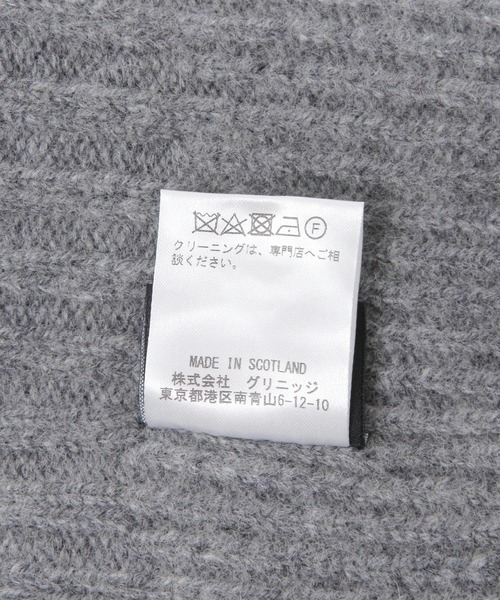 F
クリーニングは、専門店へご相
談ください。
MADE IN SCOTLAND
株式会社 グリニッジ
東京都港区南青山6-12-10